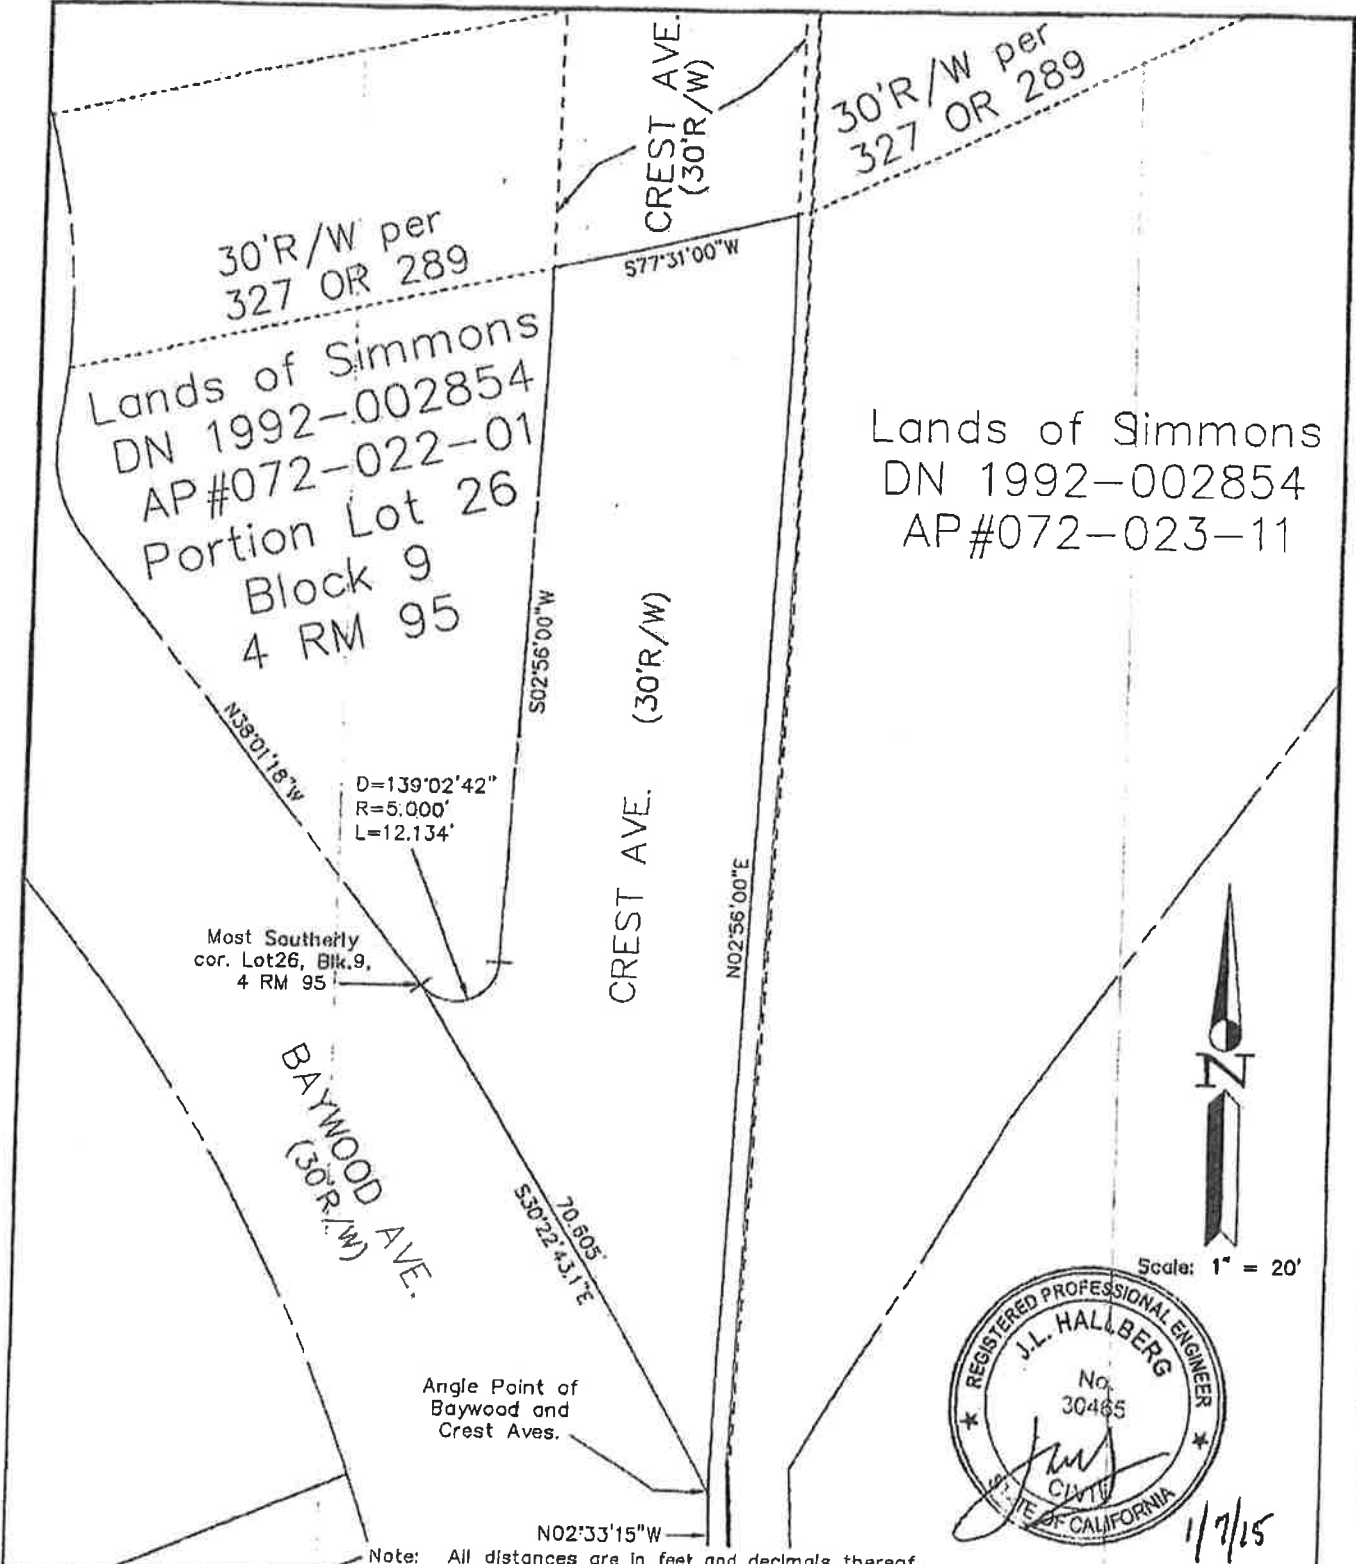 CREST AVE.
(30'R/W)
30'R/W per
327 OR 289
30'R/W per
327 OR 289
S77°31'00"W
Lands of Simmons
DN 1992-002854
AP#072-022-01
Portion Lot 26
Block 9
4 RM 95
Lands of Simmons
DN 1992-002854
AP#072-023-11
S02°56'00"W
CREST AVE. (30'R/W)
N38°01'18"W
D=139°02'42"
R=5.000'
L=12.134'
N02°56'00"E
Most Southerly
cor. Lot26, Blk.9,
4 RM 95
BAYWOOD AVE.
(30'R/W)
70.605'
S30°22'43.1"E
N
Scale: 1" = 20'
REGISTERED PROFESSIONAL ENGINEER
J.L. HALLBERG
No.
30465
CIVIL
STATE OF CALIFORNIA
1/7/15
Angle Point of
Baywood and
Crest Aves.
N02°33'15"W
Note: All distances are in feet and decimals thereof